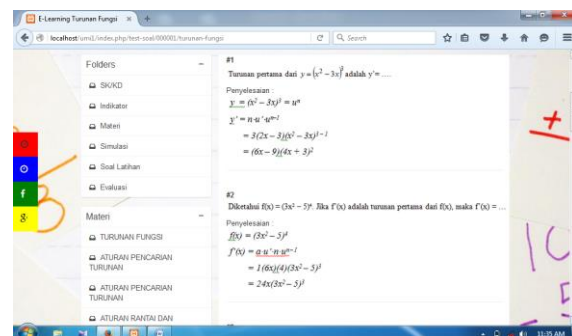 E-Learning Turunan Fungsi
localhost/umi1/index.php/test-soal/000001/turunan-fungsi
Search
Folders
SK/KD
Indikator
Materi
Simulasi
Soal Latihan
Evaluasi
Materi
TURUNAN FUNGSI
ATURAN PENCARIAN
TURUNAN
ATURAN PENCARIAN
TURUNAN
ATURAN RANTAI DAN
#1
Turunan pertama dari y = (x² − 3x)³ adalah y'= ....
Penyelesaian :
y = (x² − 3x)³ = uⁿ
y' = n·u'·uⁿ⁻¹
= 3(2x − 3)(x² − 3x)³⁻¹
= (6x − 9)(4x + 3)²
#2
Diketahui f(x) = (3x² − 5)⁴. Jika f'(x) adalah turunan pertama dari f(x), maka f'(x) = ...
Penyelesaian :
f(x) = (3x² − 5)⁴
f'(x) = a·u'·n·uⁿ⁻¹
= 1(6x)(4)(3x² − 5)³
= 24x(3x² − 5)³
11:35 AM